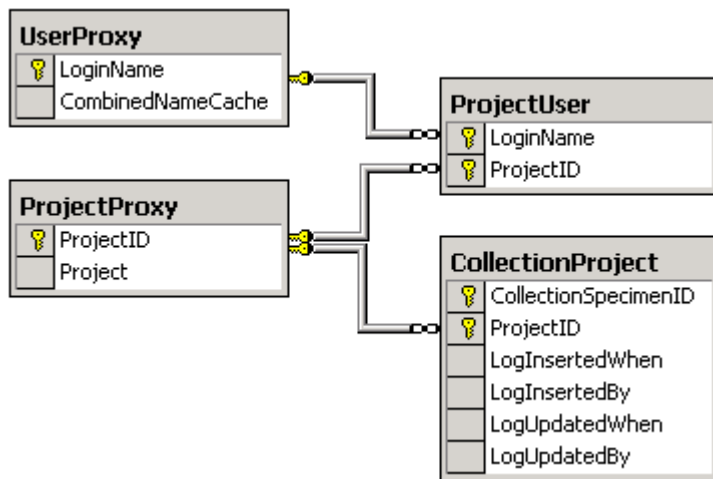 UserProxy
LoginName
CombinedNameCache
ProjectUser
LoginName
ProjectID
ProjectProxy
ProjectID
Project
CollectionProject
CollectionSpecimenID
ProjectID
LogInsertedWhen
LogInsertedBy
LogUpdatedWhen
LogUpdatedBy